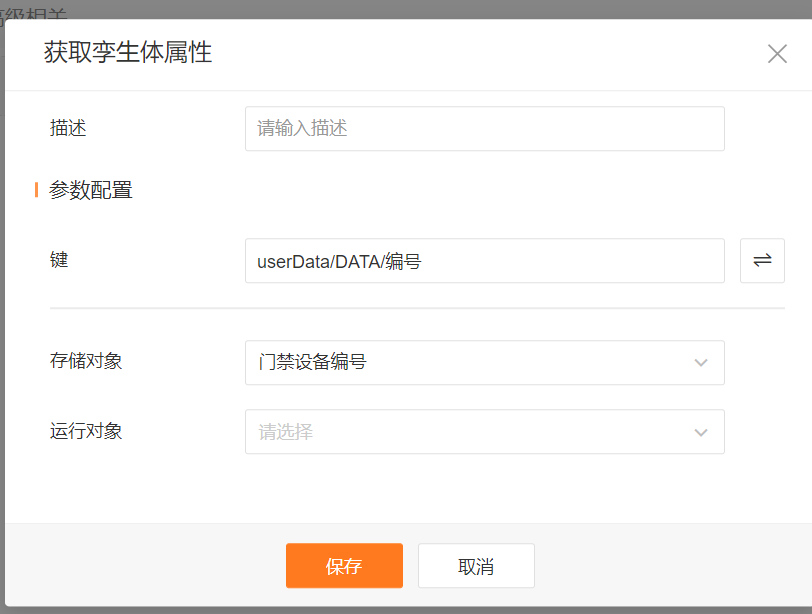 高级相关
获取孪生体属性
描述
请输入描述
参数配置
键
userData/DATA/编号
存储对象
门禁设备编号
运行对象
请选择
保存
取消